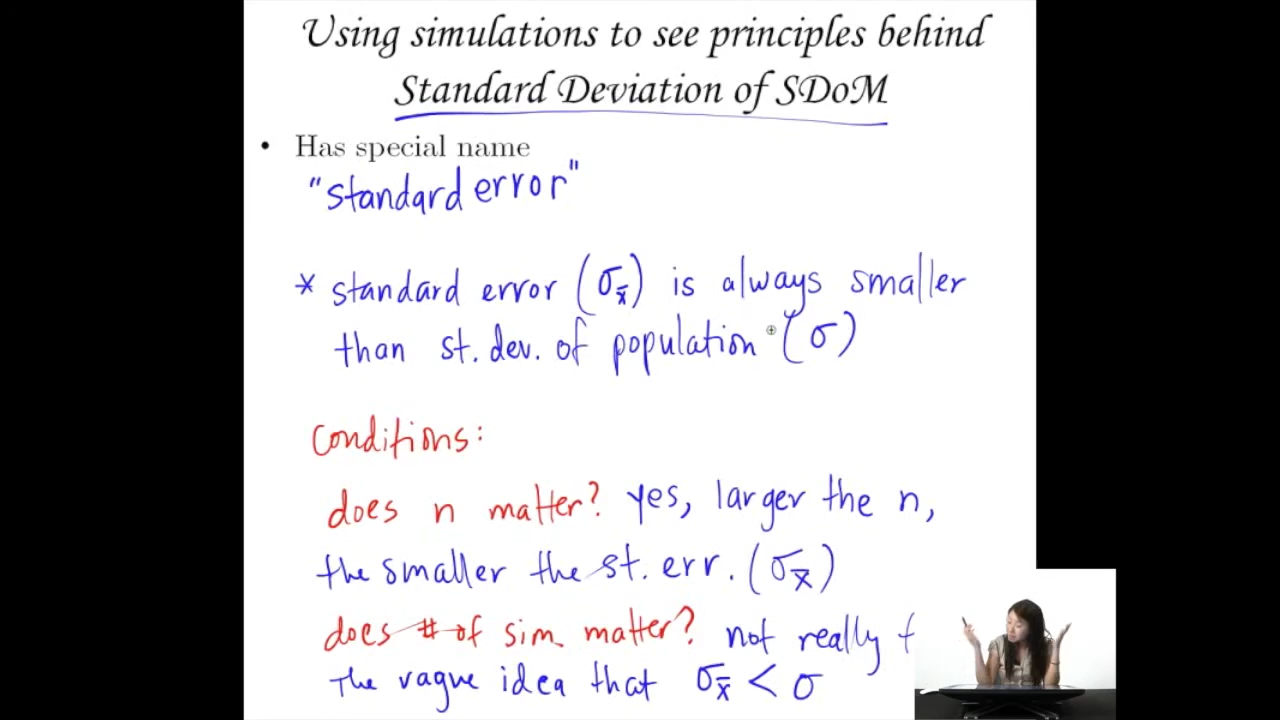 Using simulations to see principles behind
Standard Deviation of SDoM
• Has special name
"standard error"
* standard error (σx̄) is always smaller
than st. dev. of population (σ)
Conditions:
does n matter? yes, larger the n,
the smaller the st. err. (σx̄)
does # of sim matter? not really
the vague idea that σx̄ < σ